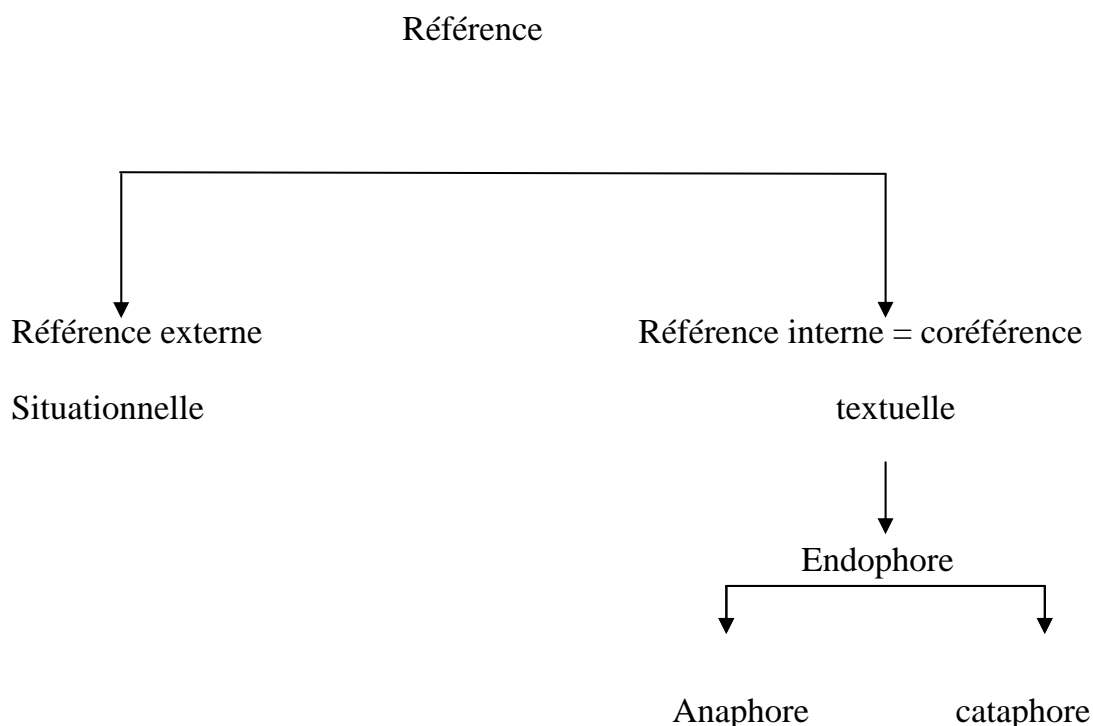 Référence
Référence externe Référence interne = coréférence
Situationnelle textuelle
Endophore
Anaphore cataphore